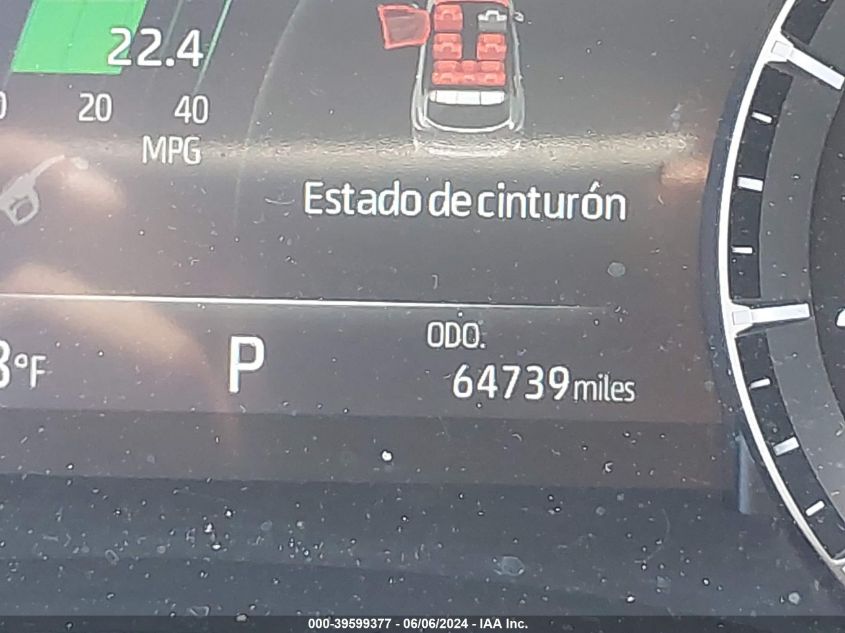 22.4
20 40
MPG
Estado de cinturón
ODO.
°F P 64739 miles
000-39599377 - 06/06/2024 - IAA Inc.